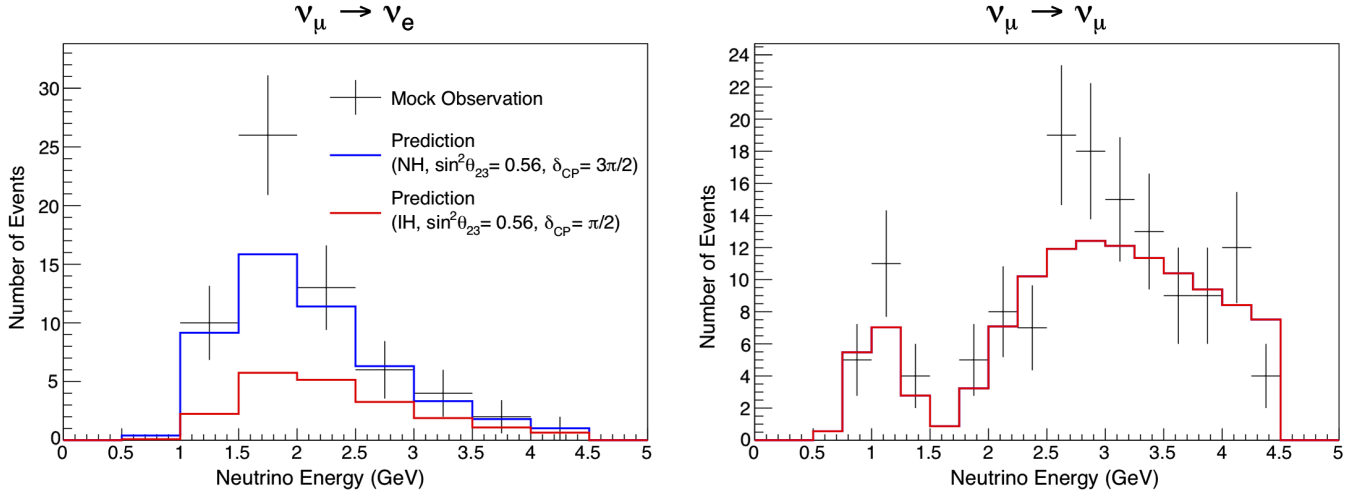 νμ → νe
30
25
20
15
10
5
0
Number of Events
Mock Observation
Prediction
(NH, sin²θ23= 0.56, δCP= 3π/2)
Prediction
(IH, sin²θ23= 0.56, δCP= π/2)
0 0.5 1 1.5 2 2.5 3 3.5 4 4.5 5
Neutrino Energy (GeV)
νμ → νμ
24
22
20
18
16
14
12
10
8
6
4
2
0
Number of Events
0 0.5 1 1.5 2 2.5 3 3.5 4 4.5 5
Neutrino Energy (GeV)